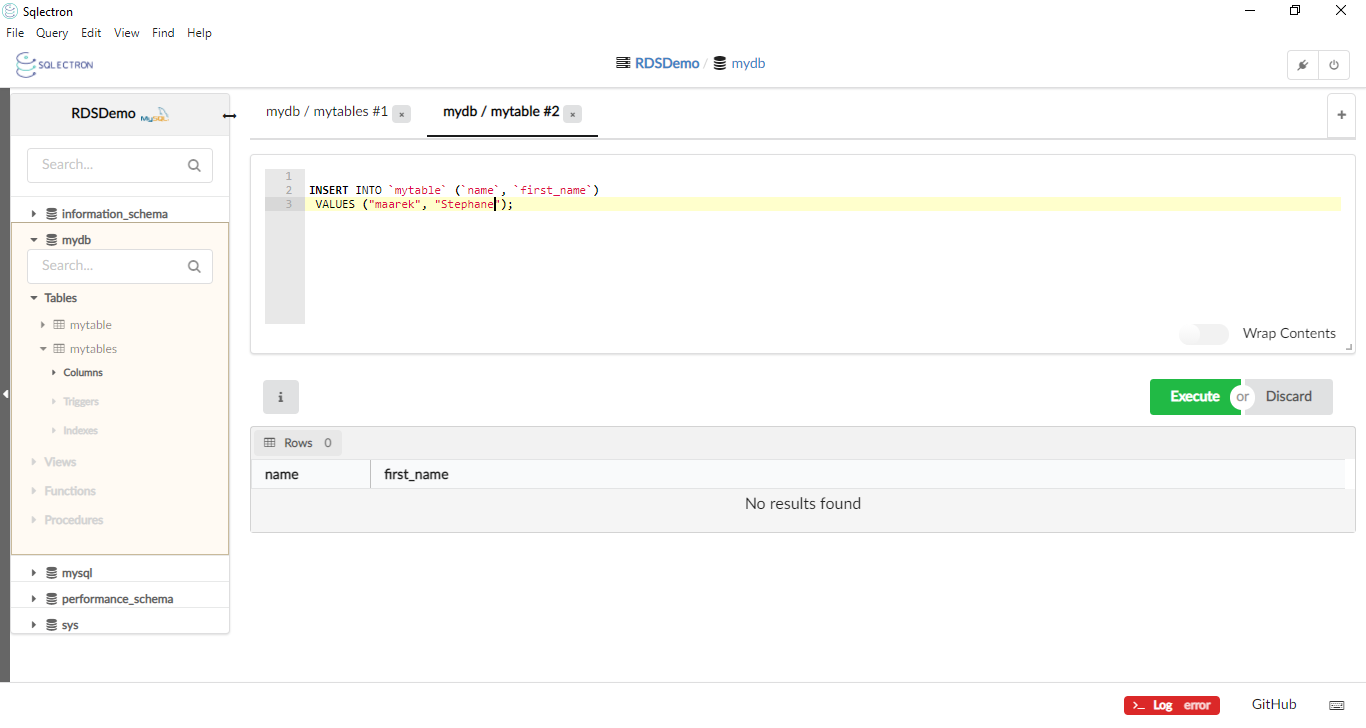 Sqlectron
File Query Edit View Find Help
SQLECTRON
RDSDemo / mydb
RDSDemo MySQL
mydb / mytables #1 ×
mydb / mytable #2 ×
+
Search...
information_schema
mydb
Search...
Tables
mytable
mytables
Columns
Triggers
Indexes
Views
Functions
Procedures
mysql
performance_schema
sys
1
2 INSERT INTO `mytable` (`name`, `first_name`)
3 VALUES ("maarek", "Stephane");
Wrap Contents
i
Execute or Discard
Rows 0
name first_name
No results found
>_ Log error GitHub